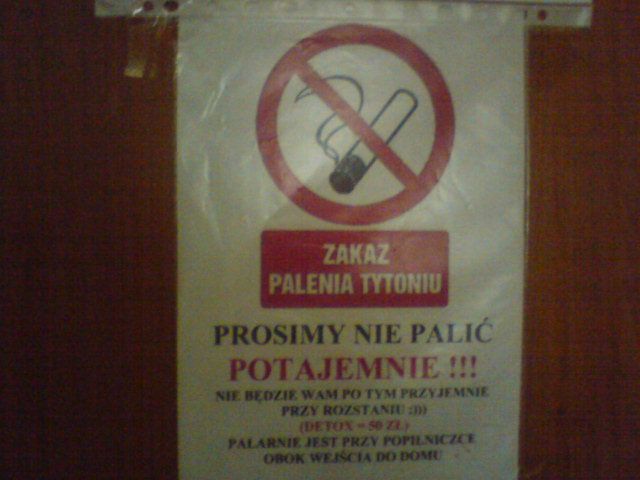 ZAKAZ
PALENIA TYTONIU
PROSIMY NIE PALIĆ
POTAJEMNIE !!!
NIE BĘDZIE WAM PO TYM PRZYJEMNIE
PRZY ROZSTANIU :)))
(DETOX = 50 ZŁ)
PALARNIE JEST PRZY POPILNICZCE
OBOK WEJŚCIA DO DOMU